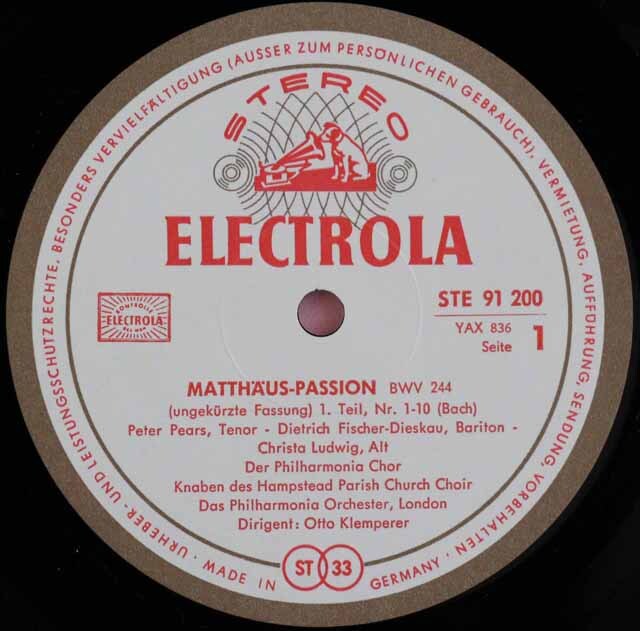 URHEBER- UND LEISTUNGSSCHUTZRECHTE, BESONDERS VERVIELFÄLTIGUNG (AUSSER ZUM PERSÖNLICHEN GEBRAUCH), VERMIETUNG, AUFFÜHRUNG, SENDUNG, VORBEHALTEN
STEREO
ELECTROLA
ELECTROLA
STE 91 200
YAX 836
Seite 1
MATTHÄUS-PASSION BWV 244
(ungekürzte Fassung) 1. Teil, Nr. 1-10 (Bach)
Peter Pears, Tenor - Dietrich Fischer-Dieskau, Bariton -
Christa Ludwig, Alt
Der Philharmonia Chor
Knaben des Hampstead Parish Church Choir
Das Philharmonia Orchester, London
Dirigent: Otto Klemperer
MADE IN GERMANY
ST 33